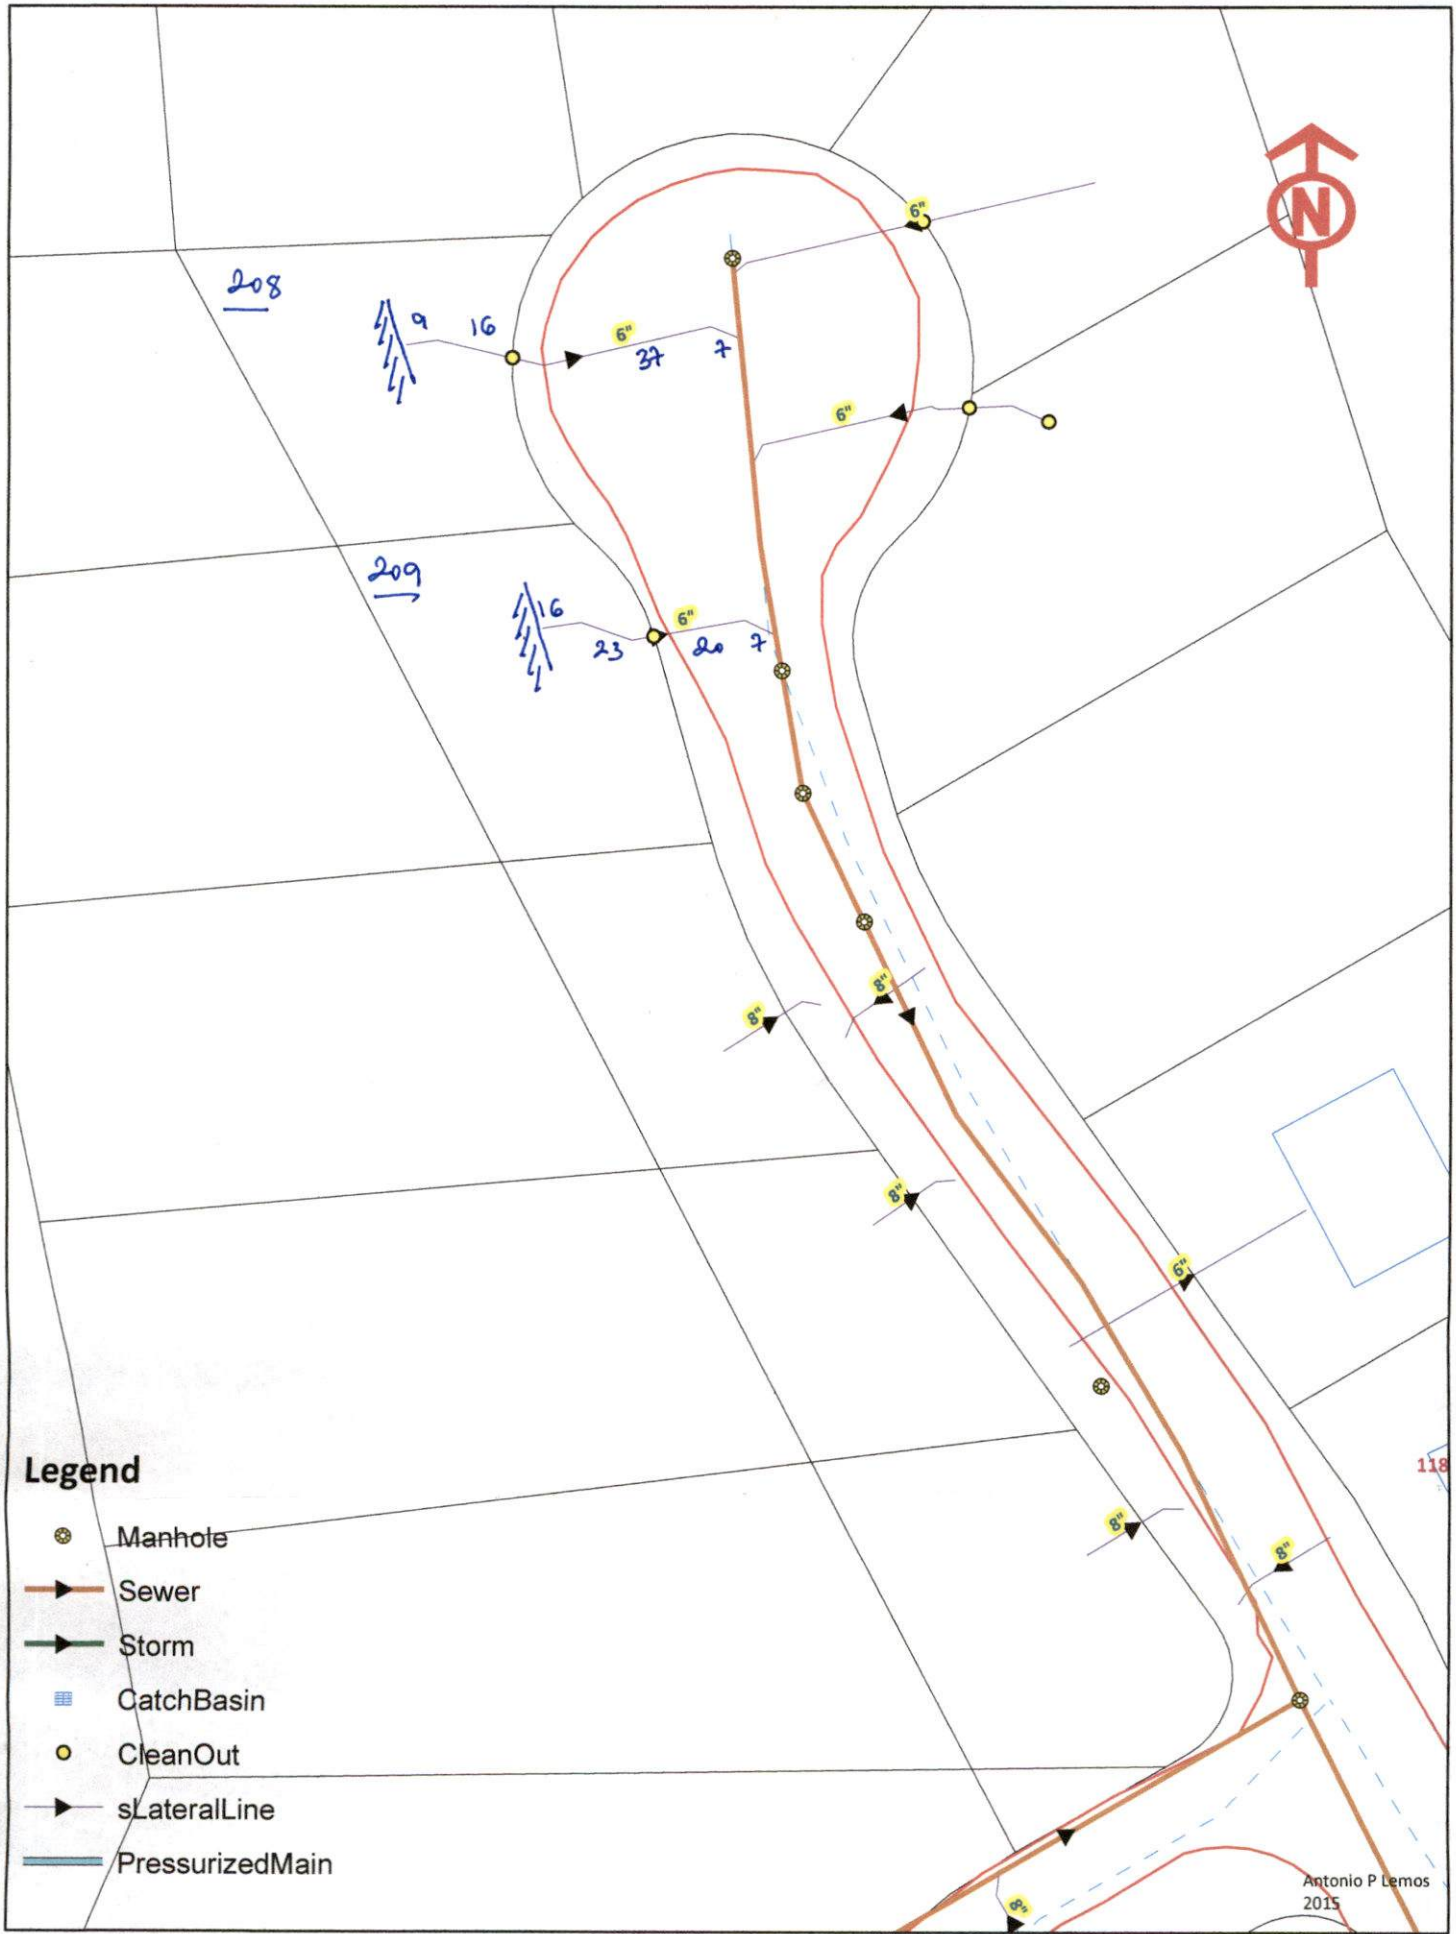 N
6"
208
9 16
6"
37 7
6"
209
16
6"
23 20 7
8"
8"
8"
6"
118
Legend
Manhole
8"
8"
Sewer
Storm
CatchBasin
CleanOut
sLateralLine
PressurizedMain
Antonio P Lemos
2015
8"